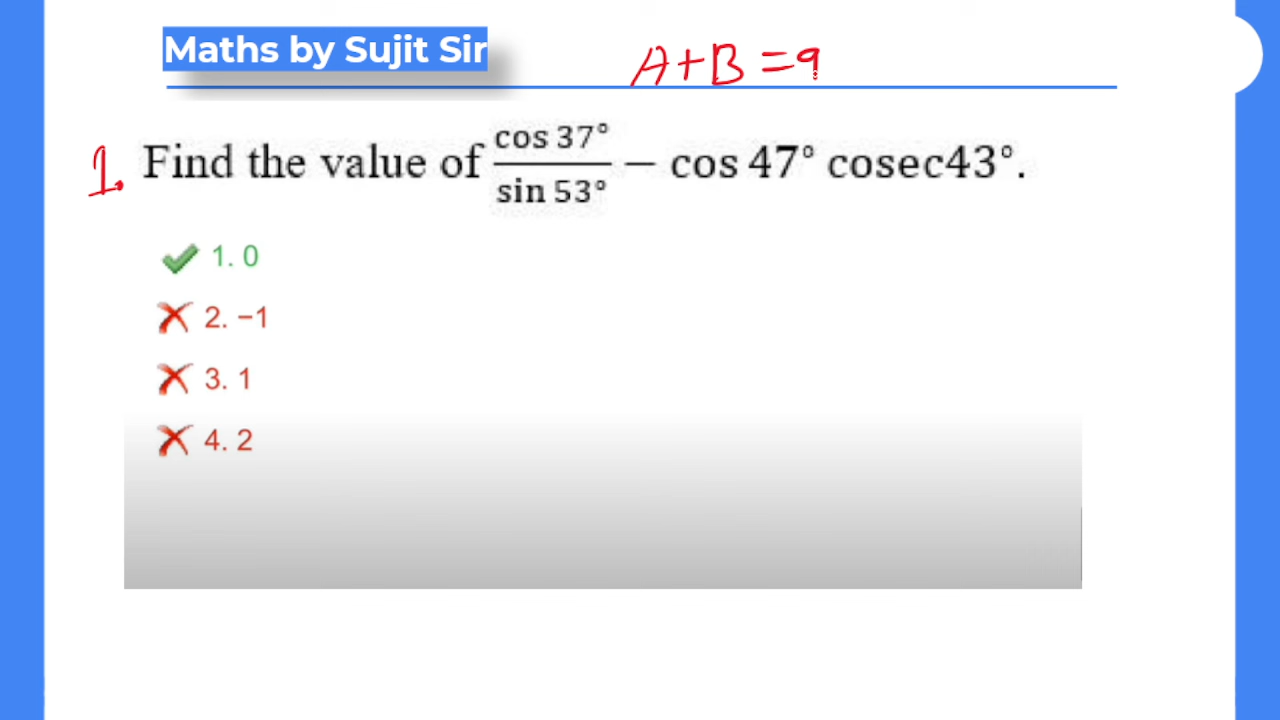 Maths by Sujit Sir
A+B=9
1. Find the value of cos 37°/sin 53° − cos 47° cosec43°.
1. 0
2. −1
3. 1
4. 2